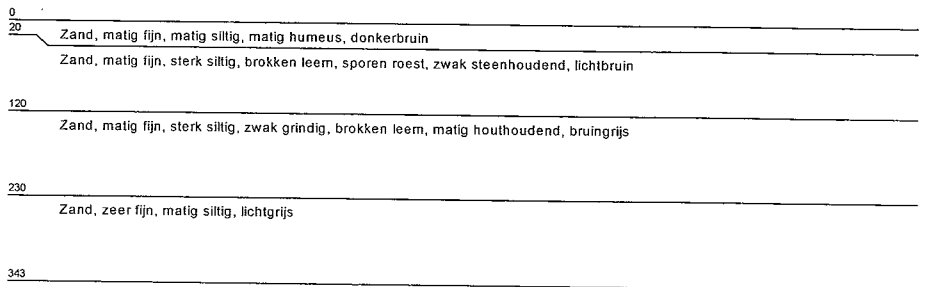 0
20
Zand, matig fijn, matig siltig, matig humeus, donkerbruin
Zand, matig fijn, sterk siltig, brokken leem, sporen roest, zwak steenhoudend, lichtbruin
120
Zand, matig fijn, sterk siltig, zwak grindig, brokken leem, matig houthoudend, bruingrijs
230
Zand, zeer fijn, matig siltig, lichtgrijs
343